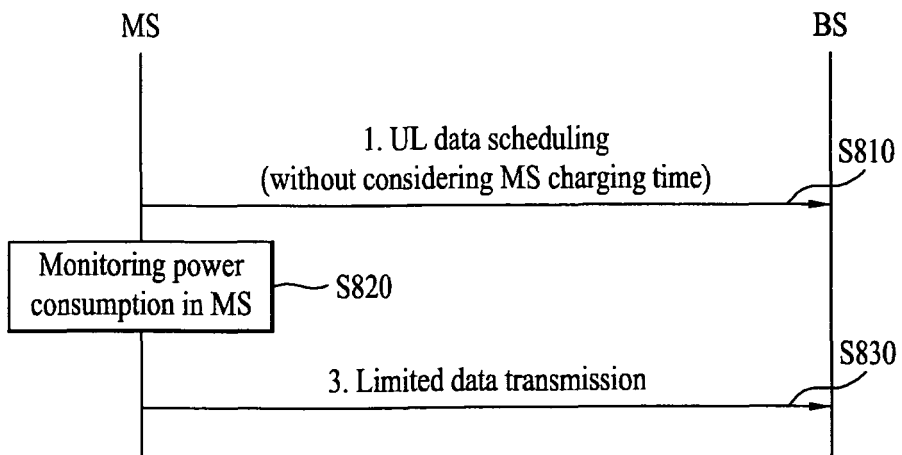 MS
BS
1. UL data scheduling
(without considering MS charging time)
S810
Monitoring power
consumption in MS
S820
3. Limited data transmission
S830